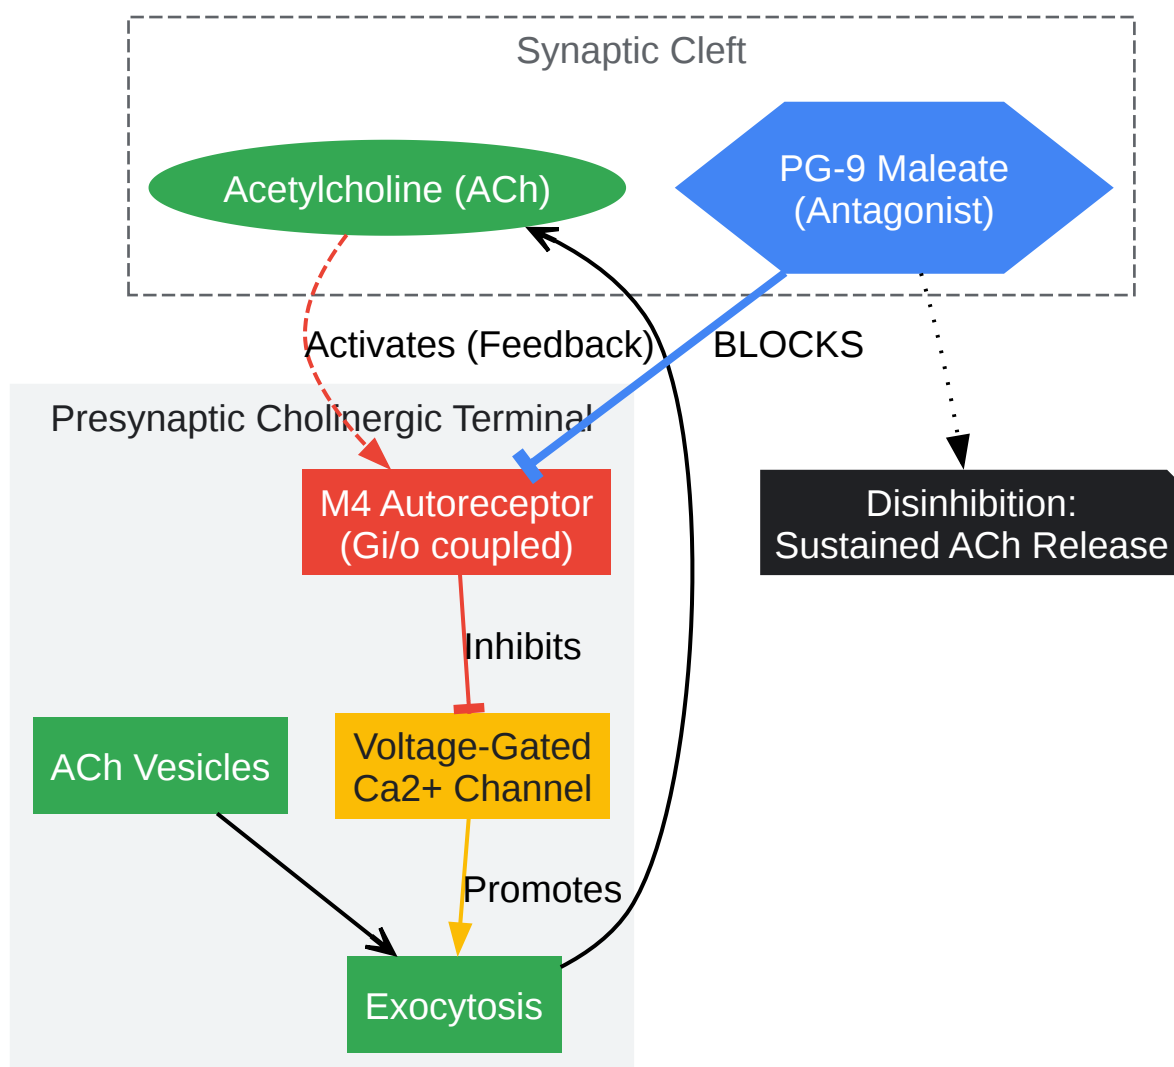 Synaptic Cleft
Acetylcholine (ACh)
PG-9 Maleate
(Antagonist)
Activates (Feedback)
BLOCKS
Presynaptic Cholinergic Terminal
M4 Autoreceptor
(Gi/o coupled)
Disinhibition:
Sustained ACh Release
Inhibits
ACh Vesicles
Voltage-Gated
Ca2+ Channel
Promotes
Exocytosis